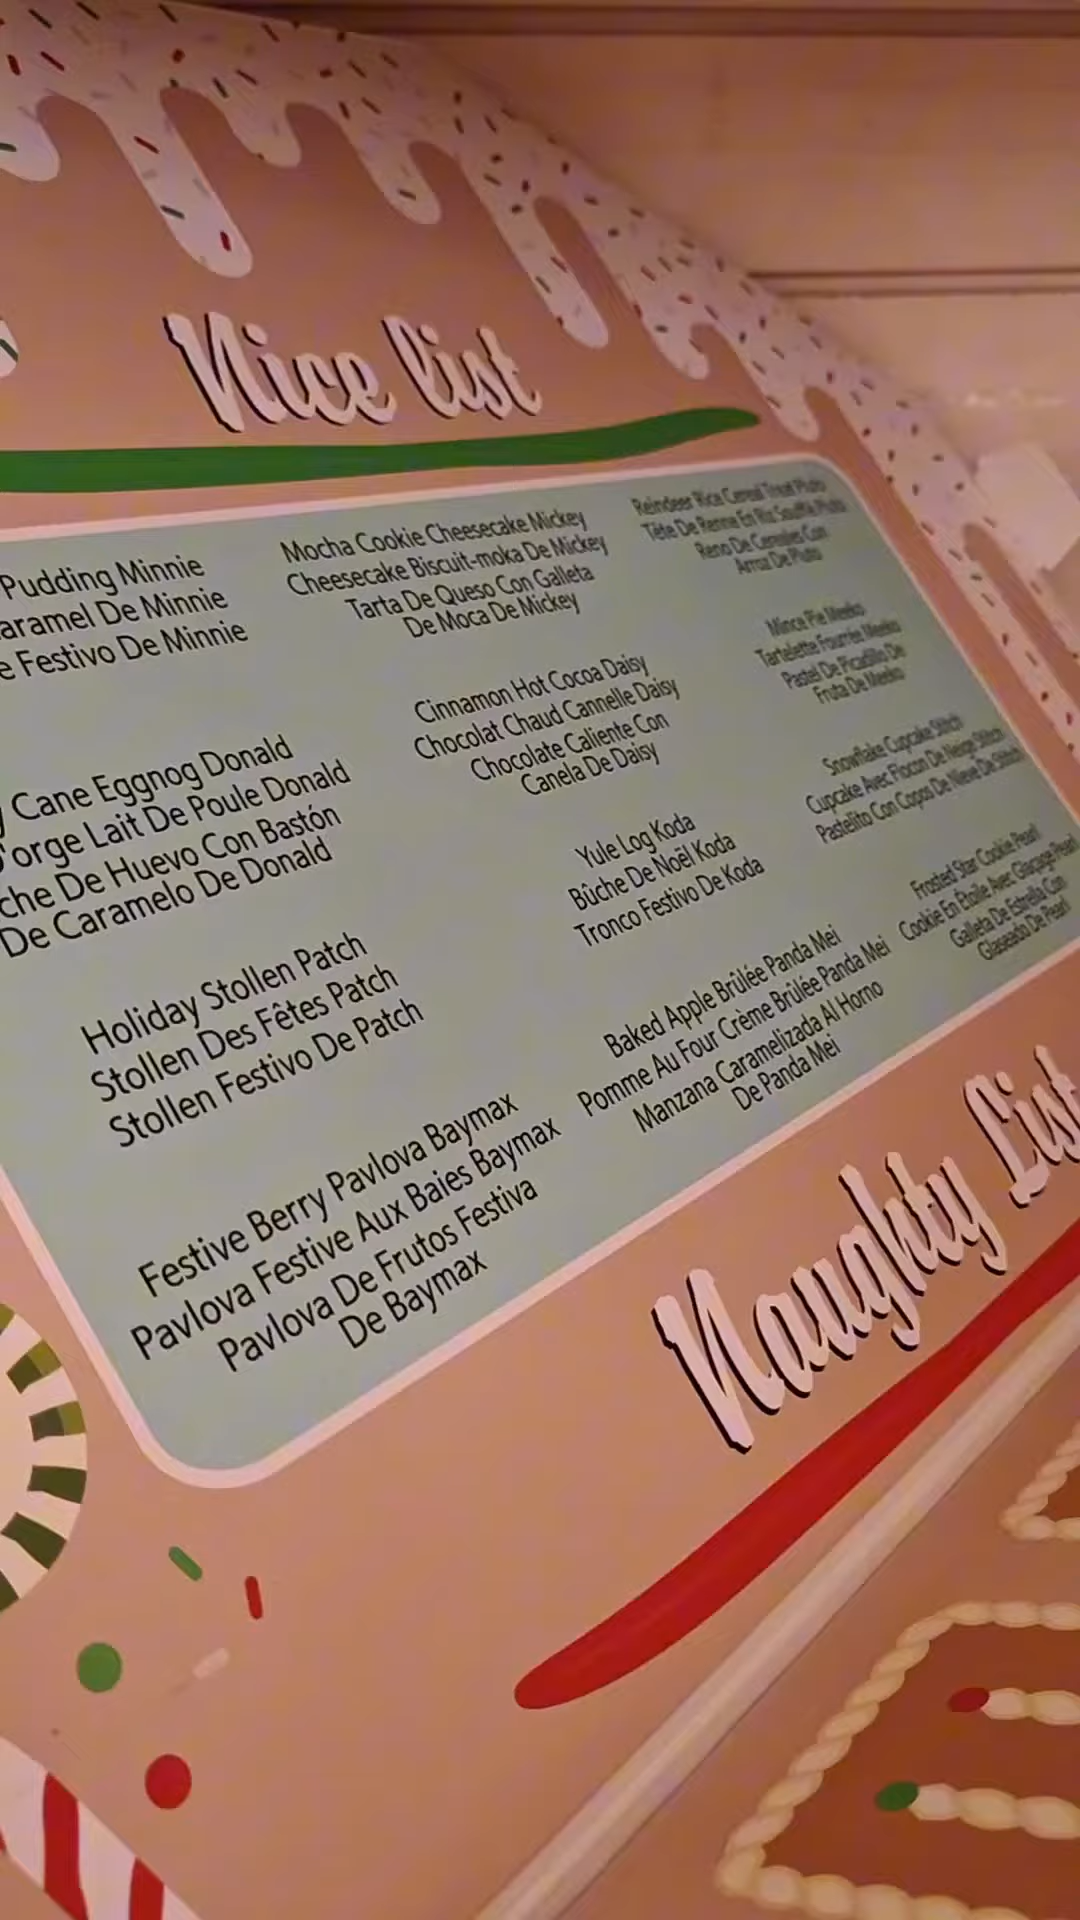 Nice list
Pudding Minnie
De Minnie
Festivo De Minnie
Cane Eggnog Donald
Lait De Poule Donald
De Huevo Con Bastón
De Caramelo De Donald
Holiday Stollen Patch
Stollen Des Fêtes Patch
Stollen Festivo De Patch
Festive Berry Pavlova Baymax
Pavlova Festive Aux Baies Baymax
Pavlova De Frutos Festiva
De Baymax
Mocha Cookie Cheesecake Mickey
Cheesecake Biscuit-moka De Mickey
Tarta De Queso Con Galleta
De Moca De Mickey
Cinnamon Hot Cocoa Daisy
Chocolat Chaud Cannelle Daisy
Chocolate Caliente Con
Canela De Daisy
Yule Log Koda
Bûche De Noël Koda
Tronco Festivo De Koda
Baked Apple Brûlée Panda Mei
Pomme Au Four Crème Brûlée Panda Mei
Manzana Caramelizada Al Horno
De Panda Mei
Reindeer Rice Cereal Treat Pluto
Tête De Renne En Riz Soufflé Pluto
Reno De Cereales Con
Arroz De Pluto
Mince Pie Meeko
Tartelette Fourrée Meeko
Pastel De Picadillo De
Fruta De Meeko
Snowflake Cupcake Stitch
Cupcake Avec Flocon De Neige Stitch
Pastelito Con Copos De Nieve De Stitch
Frosted Star Cookie Pearl
Cookie En Étoile Avec Glaçage Pearl
Galleta De Estrella Con
Glaseado De Pearl
Naughty List